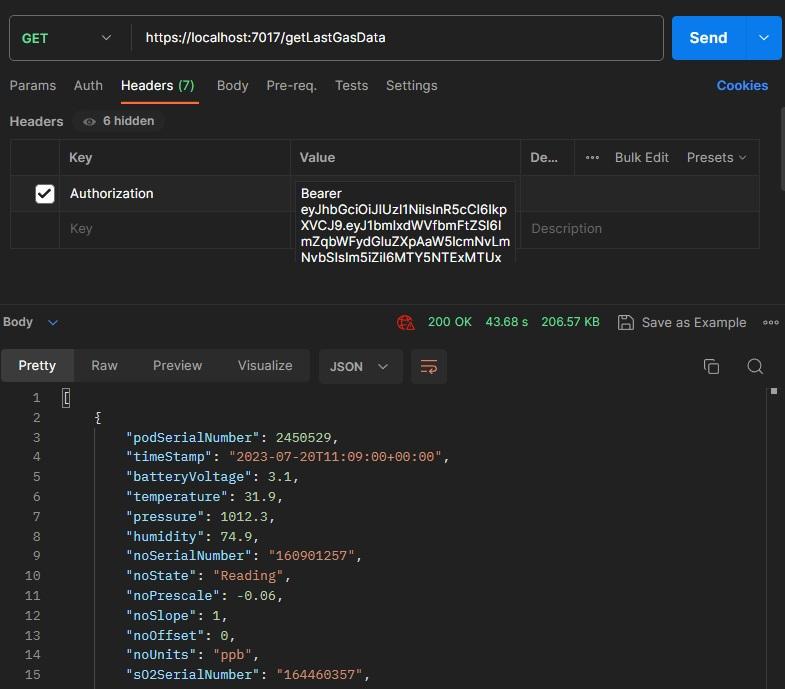 GET https://localhost:7017/getLastGasData Send
Params Auth Headers (7) Body Pre-req. Tests Settings Cookies
Headers 6 hidden
Key Value De... Bulk Edit Presets
Authorization Bearer
eyJhbGciOiJIUzI1NiIsInR5cCI6Ikp
XVCJ9.eyJ1bmlxdWVfbmFtZSI6I
mZqbWFydGluZXpAaW5lcmNvLm
NvbSIsIm5iZiI6MTY5NTExMTUx
Key Description
Body 200 OK 43.68 s 206.57 KB Save as Example
Pretty Raw Preview Visualize JSON
1 [
2 {
3 "podSerialNumber": 2450529,
4 "timeStamp": "2023-07-20T11:09:00+00:00",
5 "batteryVoltage": 3.1,
6 "temperature": 31.9,
7 "pressure": 1012.3,
8 "humidity": 74.9,
9 "noSerialNumber": "160901257",
10 "noState": "Reading",
11 "noPrescale": -0.06,
12 "noSlope": 1,
13 "noOffset": 0,
14 "noUnits": "ppb",
15 "sO2SerialNumber": "164460357",